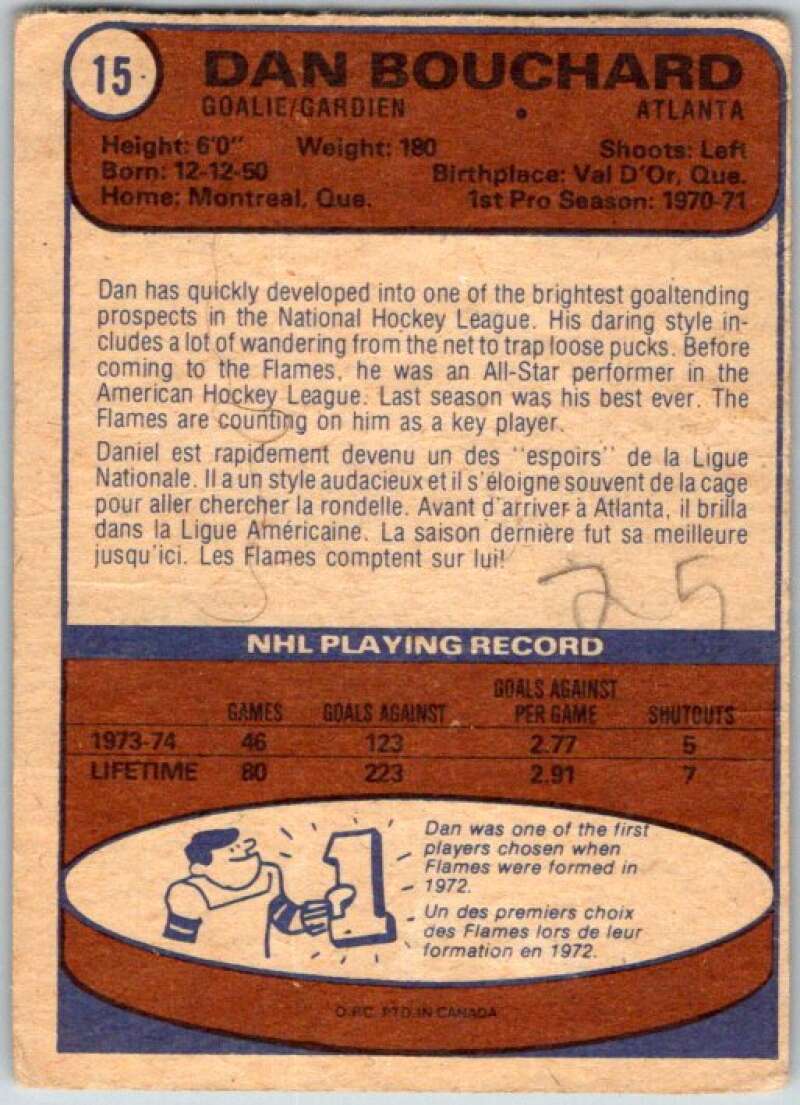 15
DAN BOUCHARD
GOALIE/GARDIEN • ATLANTA
Height: 6'0" Weight: 180 Shoots: Left
Born: 12-12-50 Birthplace: Val D'Or, Que.
Home: Montreal, Que. 1st Pro Season: 1970-71
Dan has quickly developed into one of the brightest goaltending
prospects in the National Hockey League. His daring style in-
cludes a lot of wandering from the net to trap loose pucks. Before
coming to the Flames, he was an All-Star performer in the
American Hockey League. Last season was his best ever. The
Flames are counting on him as a key player.
Daniel est rapidement devenu un des "espoirs" de la Ligue
Nationale. Il a un style audacieux et il s'éloigne souvent de la cage
pour aller chercher la rondelle. Avant d'arriver à Atlanta, il brilla
dans la Ligue Américaine. La saison dernière fut sa meilleure
jusqu'ici. Les Flames comptent sur lui!
25
NHL PLAYING RECORD
GAMES GOALS AGAINST GOALS AGAINST PER GAME SHUTOUTS
1973-74 46 123 2.77 5
LIFETIME 80 223 2.91 7
1
Dan was one of the first
players chosen when
Flames were formed in
1972.
Un des premiers choix
des Flames lors de leur
formation en 1972.
O.P.C. PTD. IN CANADA